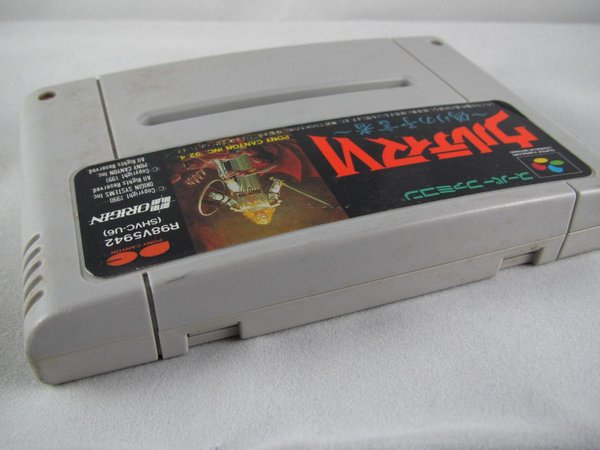 スーパーファミコン
ウルティマVI
～偽りの予言者～
PONY CANYON INC. '92 4
© Copyright 1990
ORIGIN SYSTEMS Inc
All Rights Reserved
© Copyright 1991
PONY CANYON Inc.
All Rights Reserved
ORIGIN
R98V5942
(SHVC-U6)
PONY CANYON